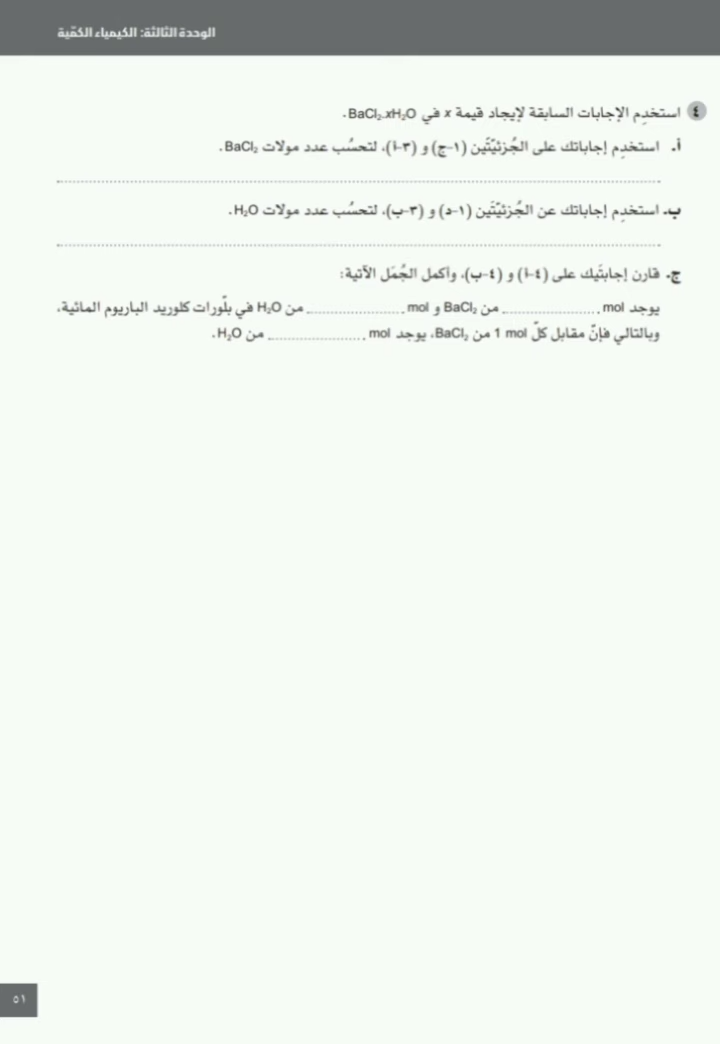 الوحدة الثالثة: الكيمياء الكمّية
٤ استخدِم الإجابات السابقة لإيجاد قيمة x في BaCl₂.xH₂O.
أ. استخدِم إجاباتك على الجُزئيّتَين (١-ج) و (٣-أ)، لتحسُب عدد مولات BaCl₂.
ب. استخدِم إجاباتك عن الجُزئيّتَين (١-د) و (٣-ب)، لتحسُب عدد مولات H₂O.
ج. قارن إجابتَيك على (٤-أ) و (٤-ب)، وأكمل الجُمَل الآتية:
يوجد mol ........................ من BaCl₂ و mol ........................ من H₂O في بلّورات كلوريد الباريوم المائية،
وبالتالي فإنّ مقابل كلّ 1 mol من BaCl₂، يوجد mol ........................ من H₂O.
٥١